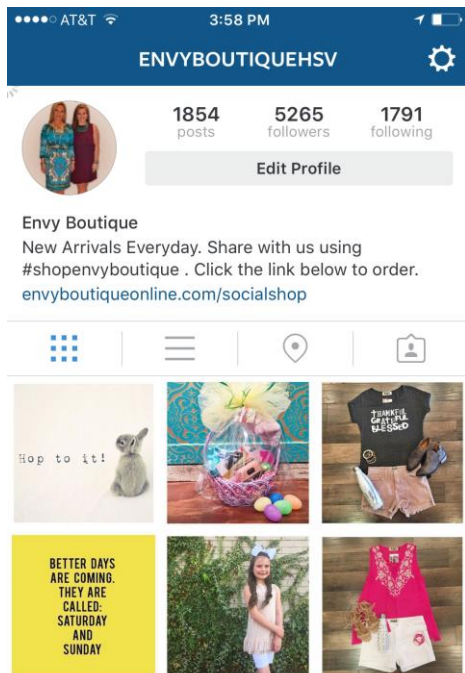 AT&T 3:58 PM
ENVYBOUTIQUEHSV
1854 5265 1791
posts followers following
Edit Profile
Envy Boutique
New Arrivals Everyday. Share with us using
#shopenvyboutique . Click the link below to order.
envyboutiqueonline.com/socialshop
Hop to it!
THANKFUL
GRATEFUL
BLESSED
BETTER DAYS
ARE COMING.
THEY ARE
CALLED:
SATURDAY
AND
SUNDAY